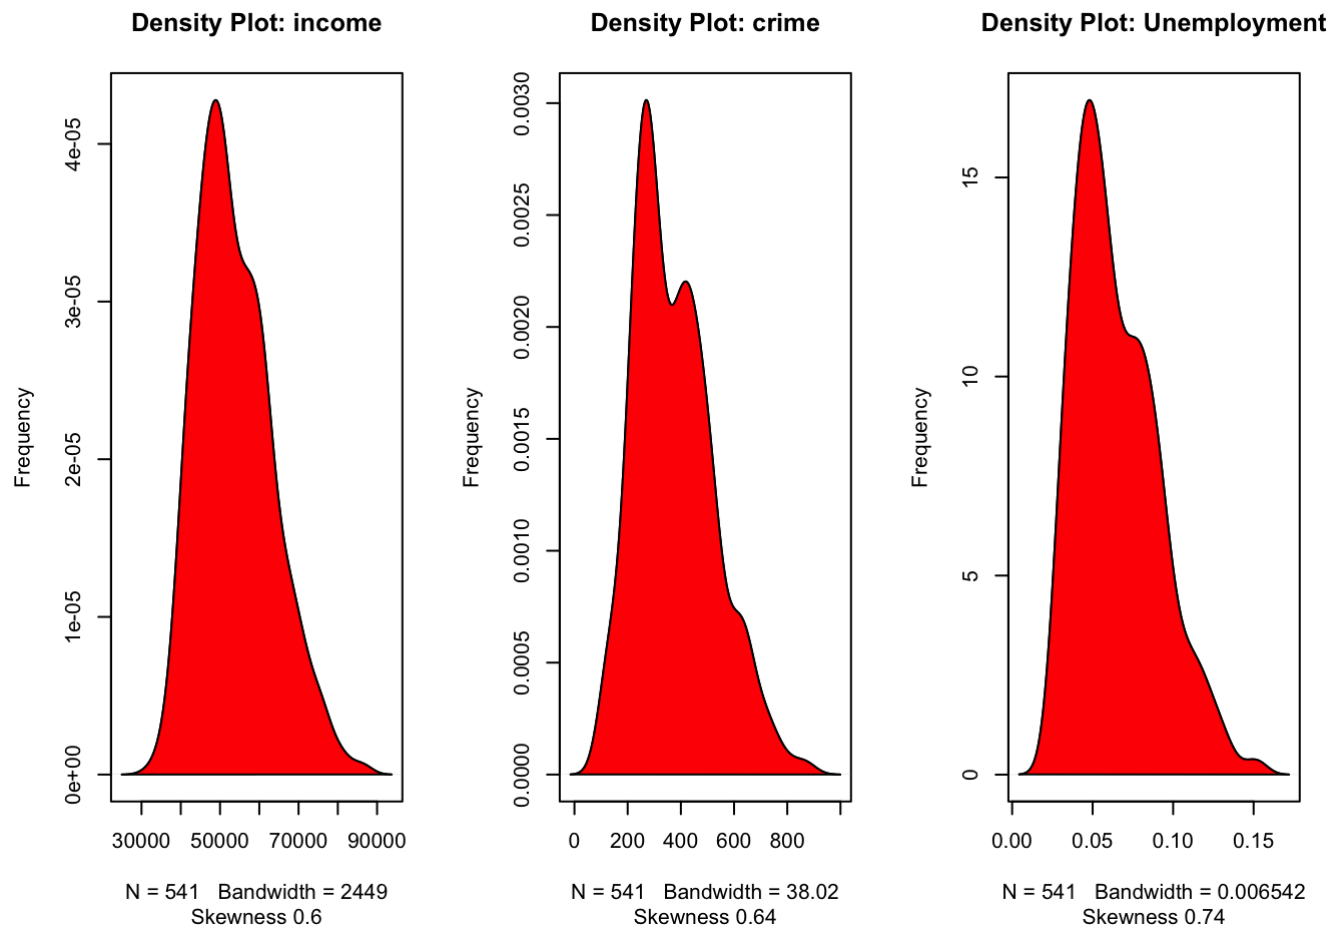 Density Plot: income
Frequency
4e-05
3e-05
2e-05
1e-05
0e+00
30000 50000 70000 90000
N = 541 Bandwidth = 2449
Skewness 0.6
Density Plot: crime
Frequency
0.0030
0.0025
0.0020
0.0015
0.0010
0.0005
0.0000
0 200 400 600 800
N = 541 Bandwidth = 38.02
Skewness 0.64
Density Plot: Unemployment
Frequency
15
10
5
0
0.00 0.05 0.10 0.15
N = 541 Bandwidth = 0.006542
Skewness 0.74